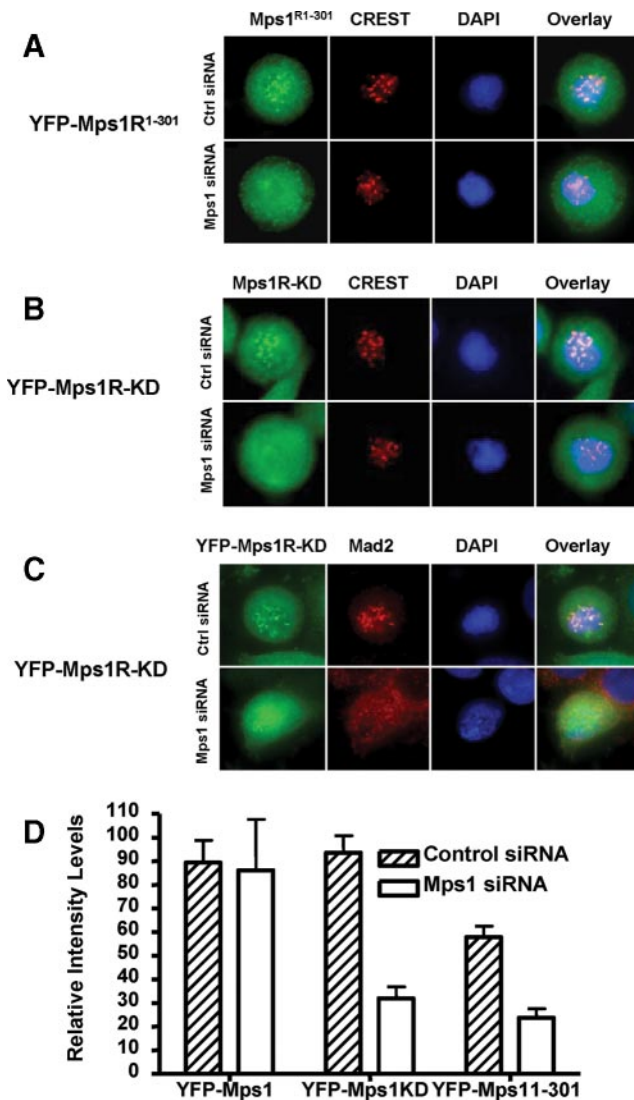 A
Mps1R1-301 CREST DAPI Overlay
YFP-Mps1R1-301
Ctrl siRNA
Mps1 siRNA
B
Mps1R-KD CREST DAPI Overlay
YFP-Mps1R-KD
Ctrl siRNA
Mps1 siRNA
C
YFP-Mps1R-KD Mad2 DAPI Overlay
YFP-Mps1R-KD
Ctrl siRNA
Mps1 siRNA
D
Relative Intensity Levels
110
100
90
80
70
60
50
40
30
20
10
0
Control siRNA
Mps1 siRNA
YFP-Mps1 YFP-Mps1KD YFP-Mps11-301